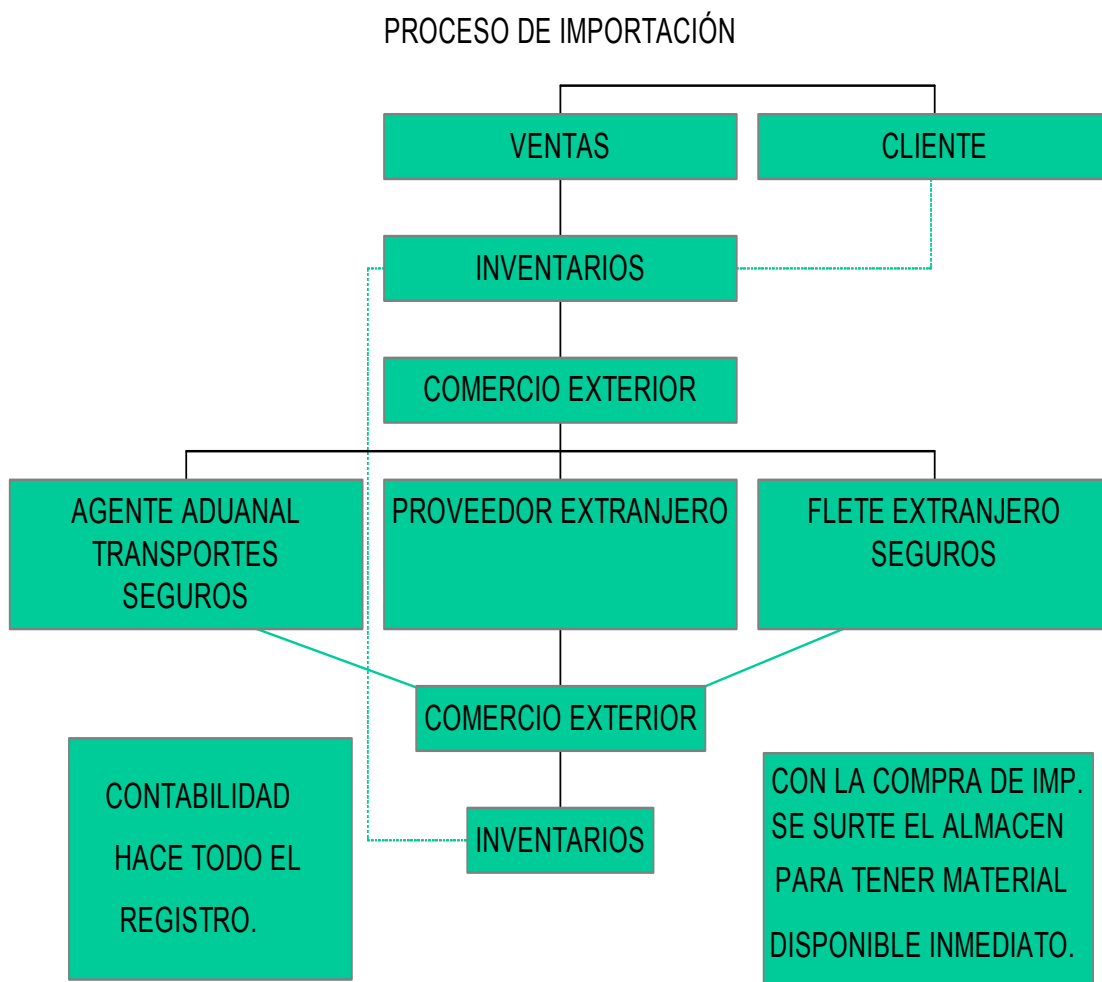 PROCESO DE IMPORTACIÓN
VENTAS
CLIENTE
INVENTARIOS
COMERCIO EXTERIOR
AGENTE ADUANAL
TRANSPORTES
SEGUROS
PROVEEDOR EXTRANJERO
FLETE EXTRANJERO
SEGUROS
COMERCIO EXTERIOR
INVENTARIOS
CONTABILIDAD
HACE TODO EL
REGISTRO.
CON LA COMPRA DE IMP.
SE SURTE EL ALMACEN
PARA TENER MATERIAL
DISPONIBLE INMEDIATO.